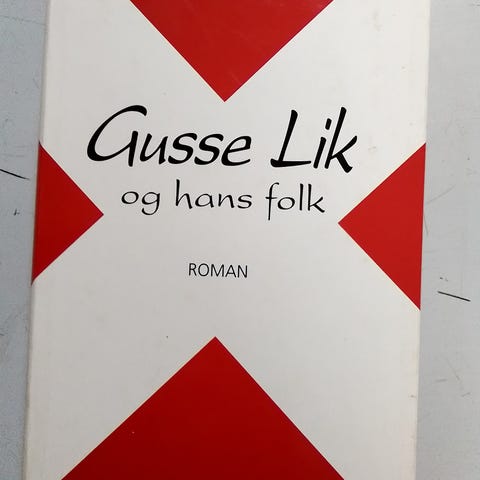 Gusse Lik
og hans folk
ROMAN